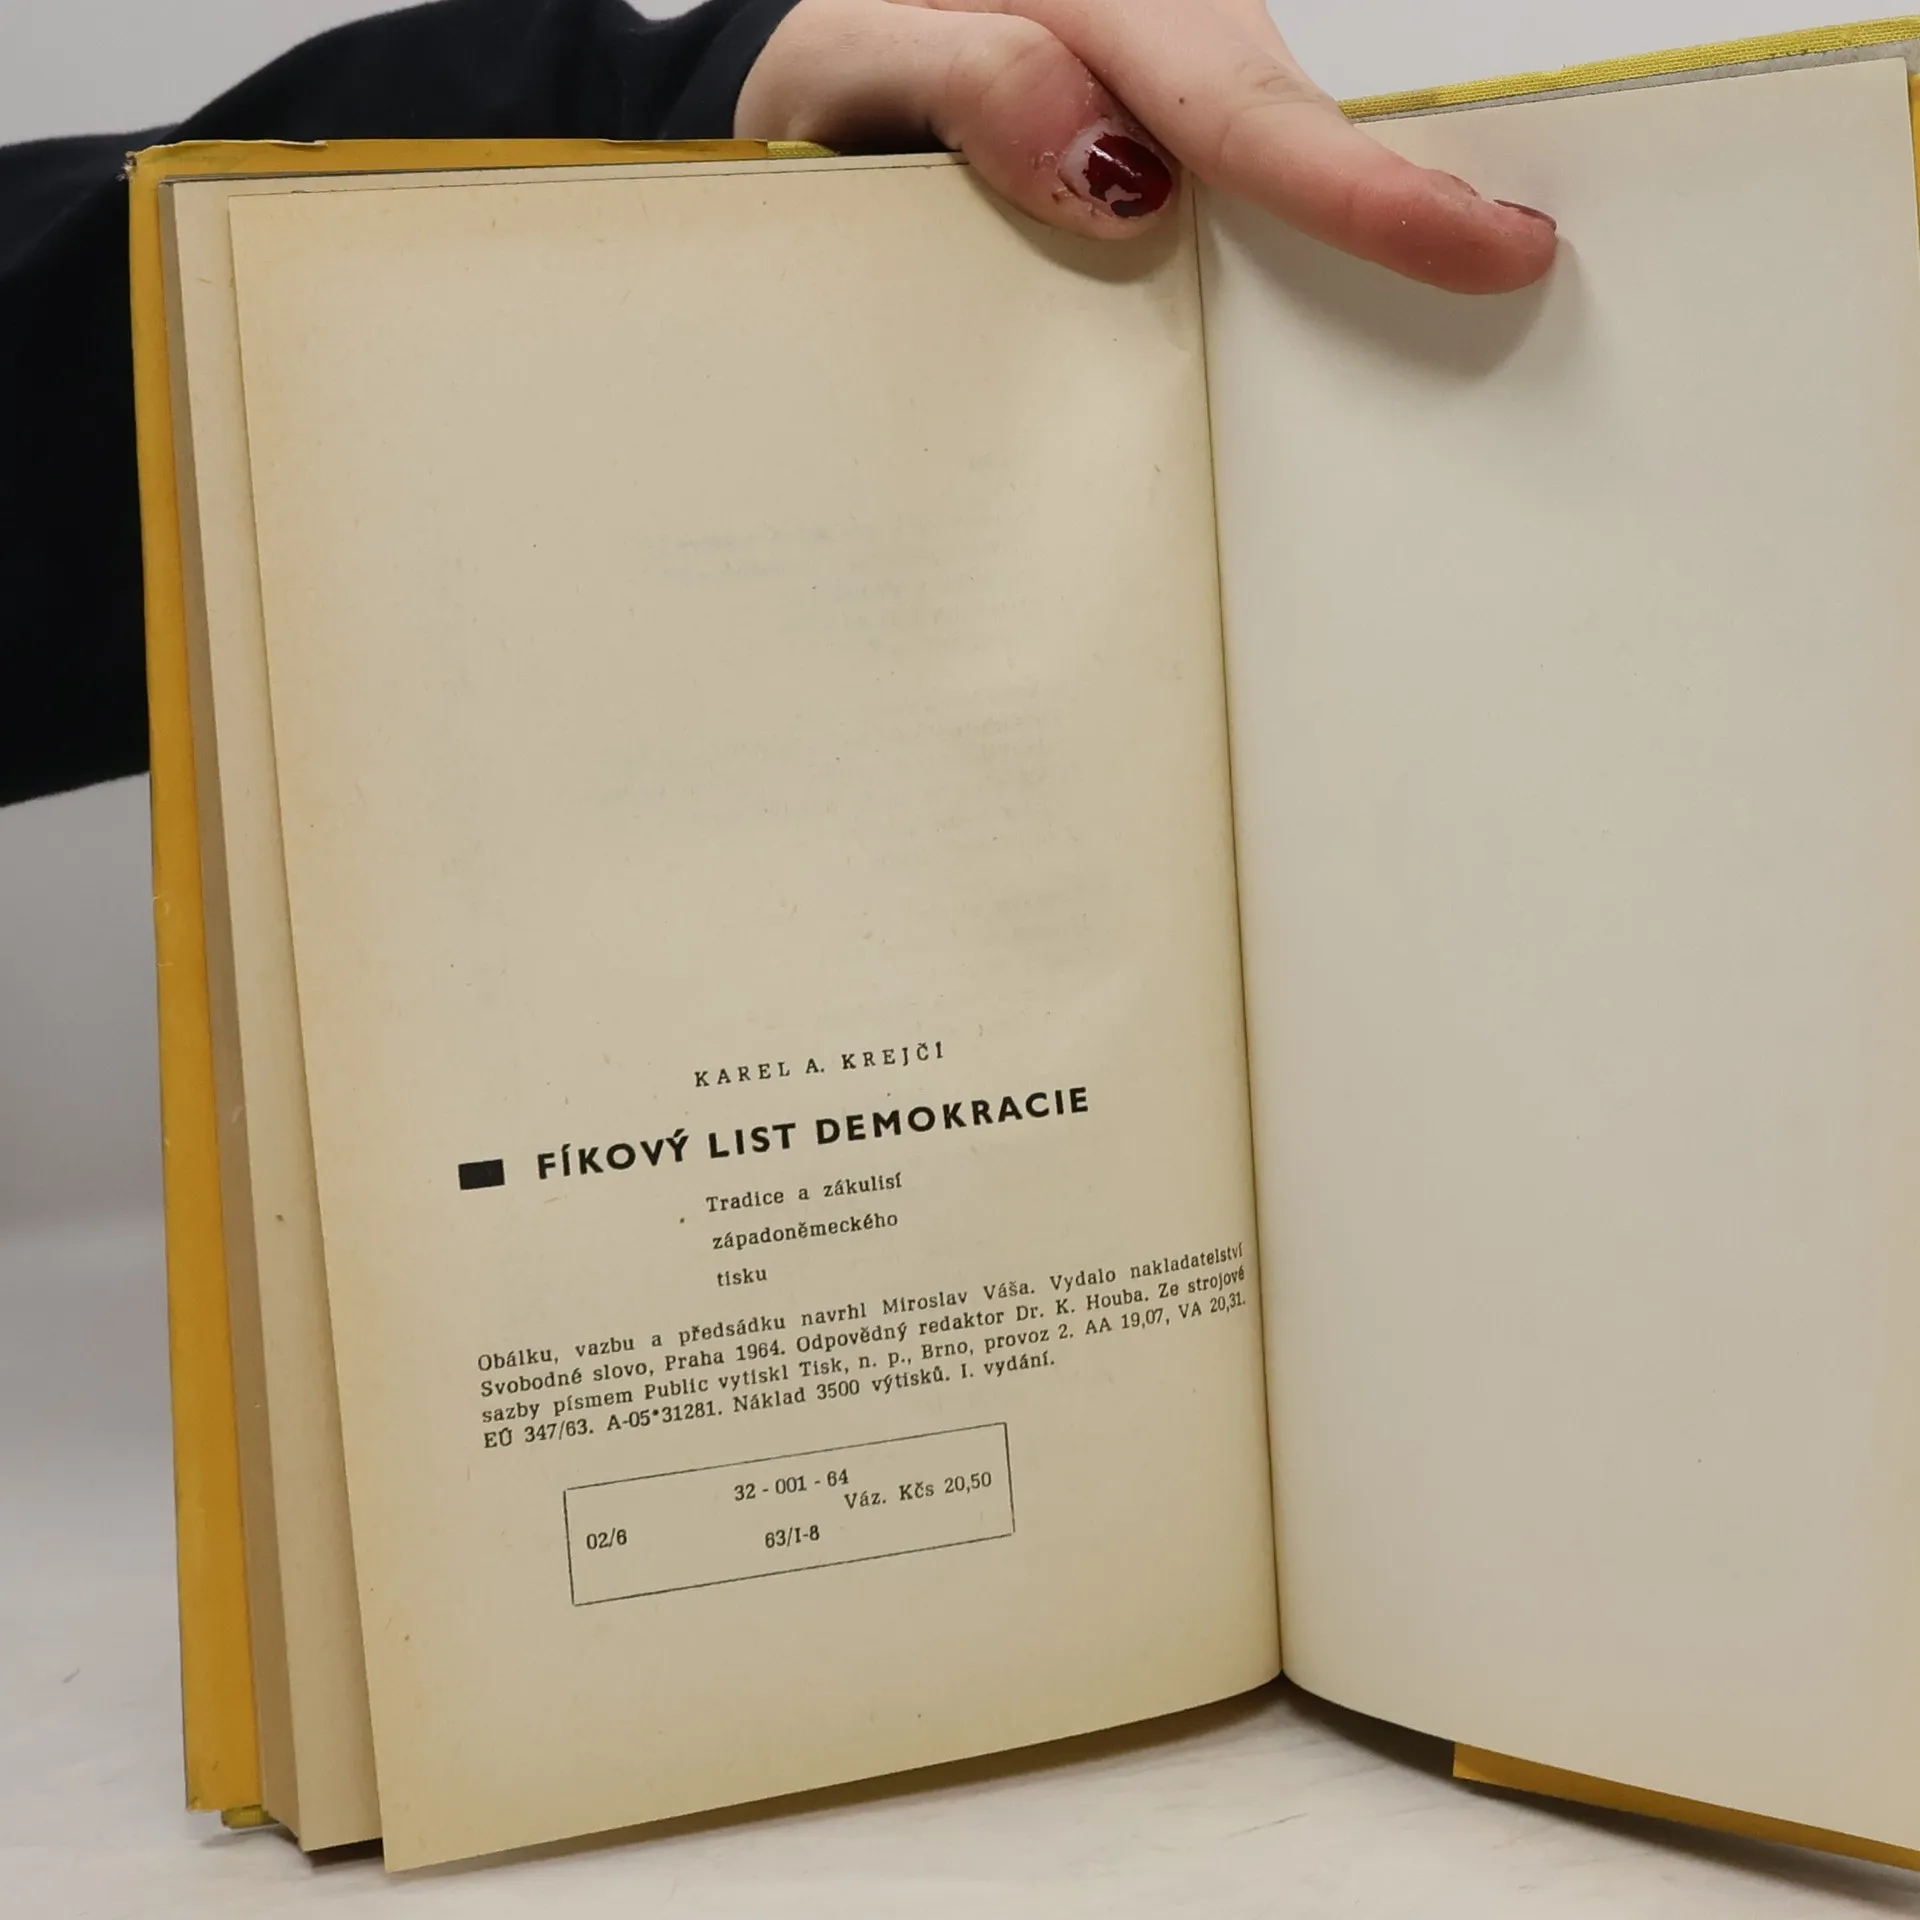 KAREL A. KREJČÍ
FÍKOVÝ LIST DEMOKRACIE
Tradice a zákulisí
západoněmeckého
tisku
Obálku, vazbu a předsádku navrhl Miroslav Váša. Vydalo nakladatelství
Svobodné slovo, Praha 1964. Odpovědný redaktor Dr. K. Houba. Ze strojové
sazby písmem Public vytiskl Tisk, n. p., Brno, provoz 2. AA 19,07, VA 20,31.
EÚ 347/63. A-05*31281. Náklad 3500 výtisků. I. vydání.
32 - 001 - 64
Váz. Kčs 20,50
02/6 63/I-8